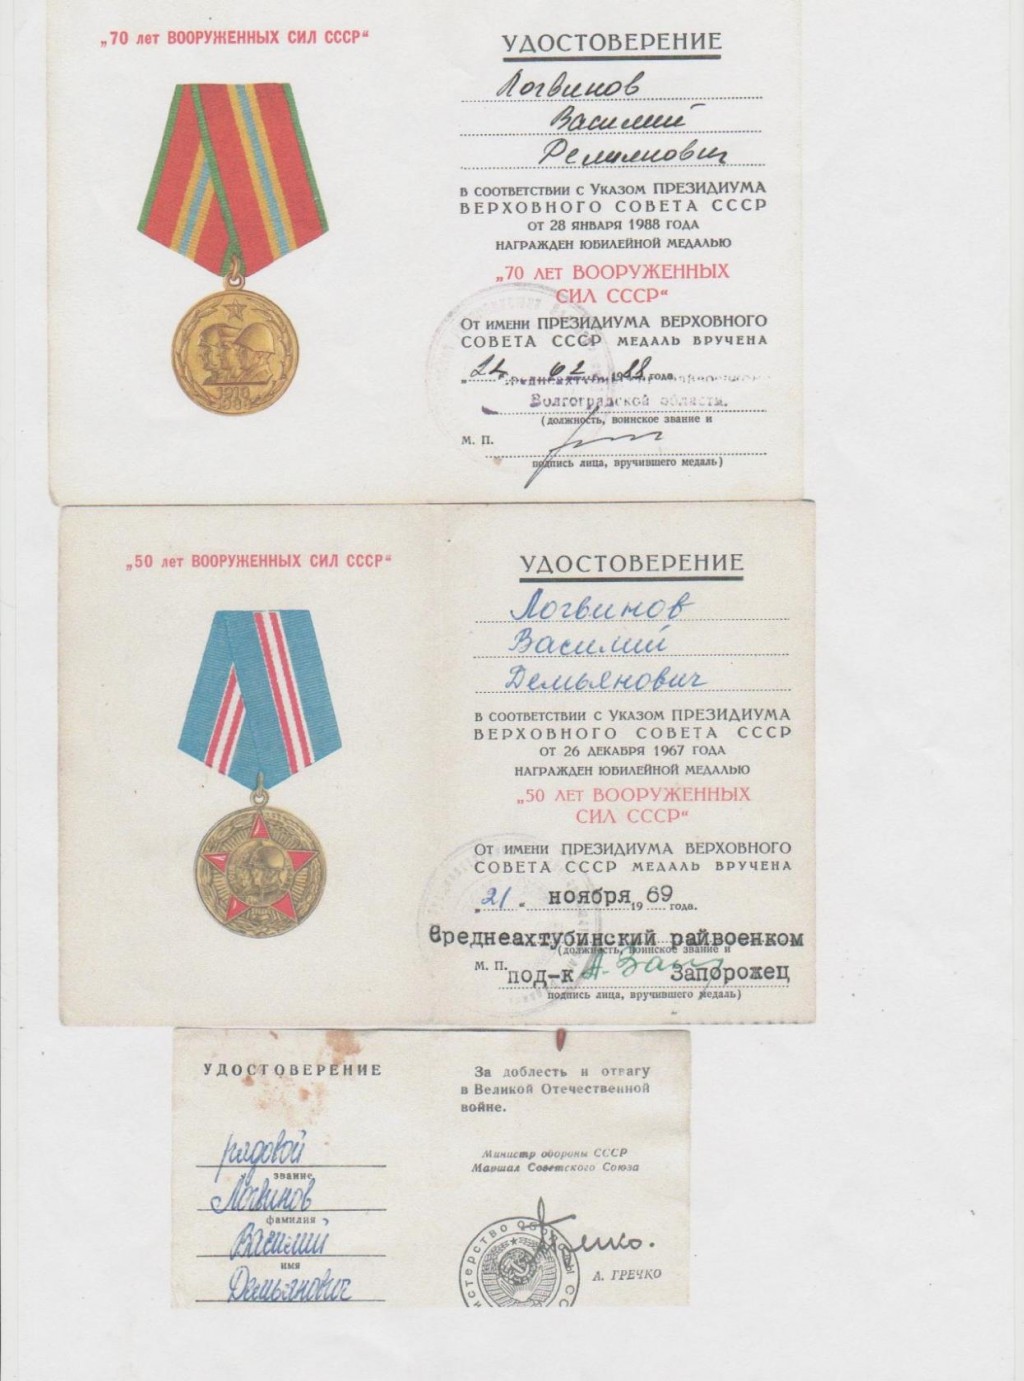 „70 лет ВООРУЖЕННЫХ СИЛ СССР“
УДОСТОВЕРЕНИЕ
Логвинов
Василий
Демьянович
в соответствии с Указом ПРЕЗИДИУМА
ВЕРХОВНОГО СОВЕТА СССР
от 28 января 1988 года
награжден юбилейной медалью
„70 лет ВООРУЖЕННЫХ
СИЛ СССР“
От имени ПРЕЗИДИУМА ВЕРХОВНОГО
СОВЕТА СССР медаль вручена
02 1988 года.
Волгоградской области.
(должность, воинское звание и
М. П.
подпись лица, вручившего медаль)
„50 лет ВООРУЖЕННЫХ СИЛ СССР“
УДОСТОВЕРЕНИЕ
Логвинов
Василий
Демьянович
в соответствии с Указом ПРЕЗИДИУМА
ВЕРХОВНОГО СОВЕТА СССР
от 26 декабря 1967 года
награжден юбилейной медалью
„50 лет ВООРУЖЕННЫХ
СИЛ СССР“
От имени ПРЕЗИДИУМА ВЕРХОВНОГО
СОВЕТА СССР медаль вручена
„21“ ноября 1969 года.
Среднеахтубинский райвоенком
(должность, воинское звание и
М. П. под-к Запорожец
подпись лица, вручившего медаль)
УДОСТОВЕРЕНИЕ
рядовой
звание
Логвинов
фамилия
Василий
имя
Демьянович
За доблесть и отвагу
в Великой Отечественной
войне.
Министр обороны СССР
Маршал Советского Союза
А. ГРЕЧКО